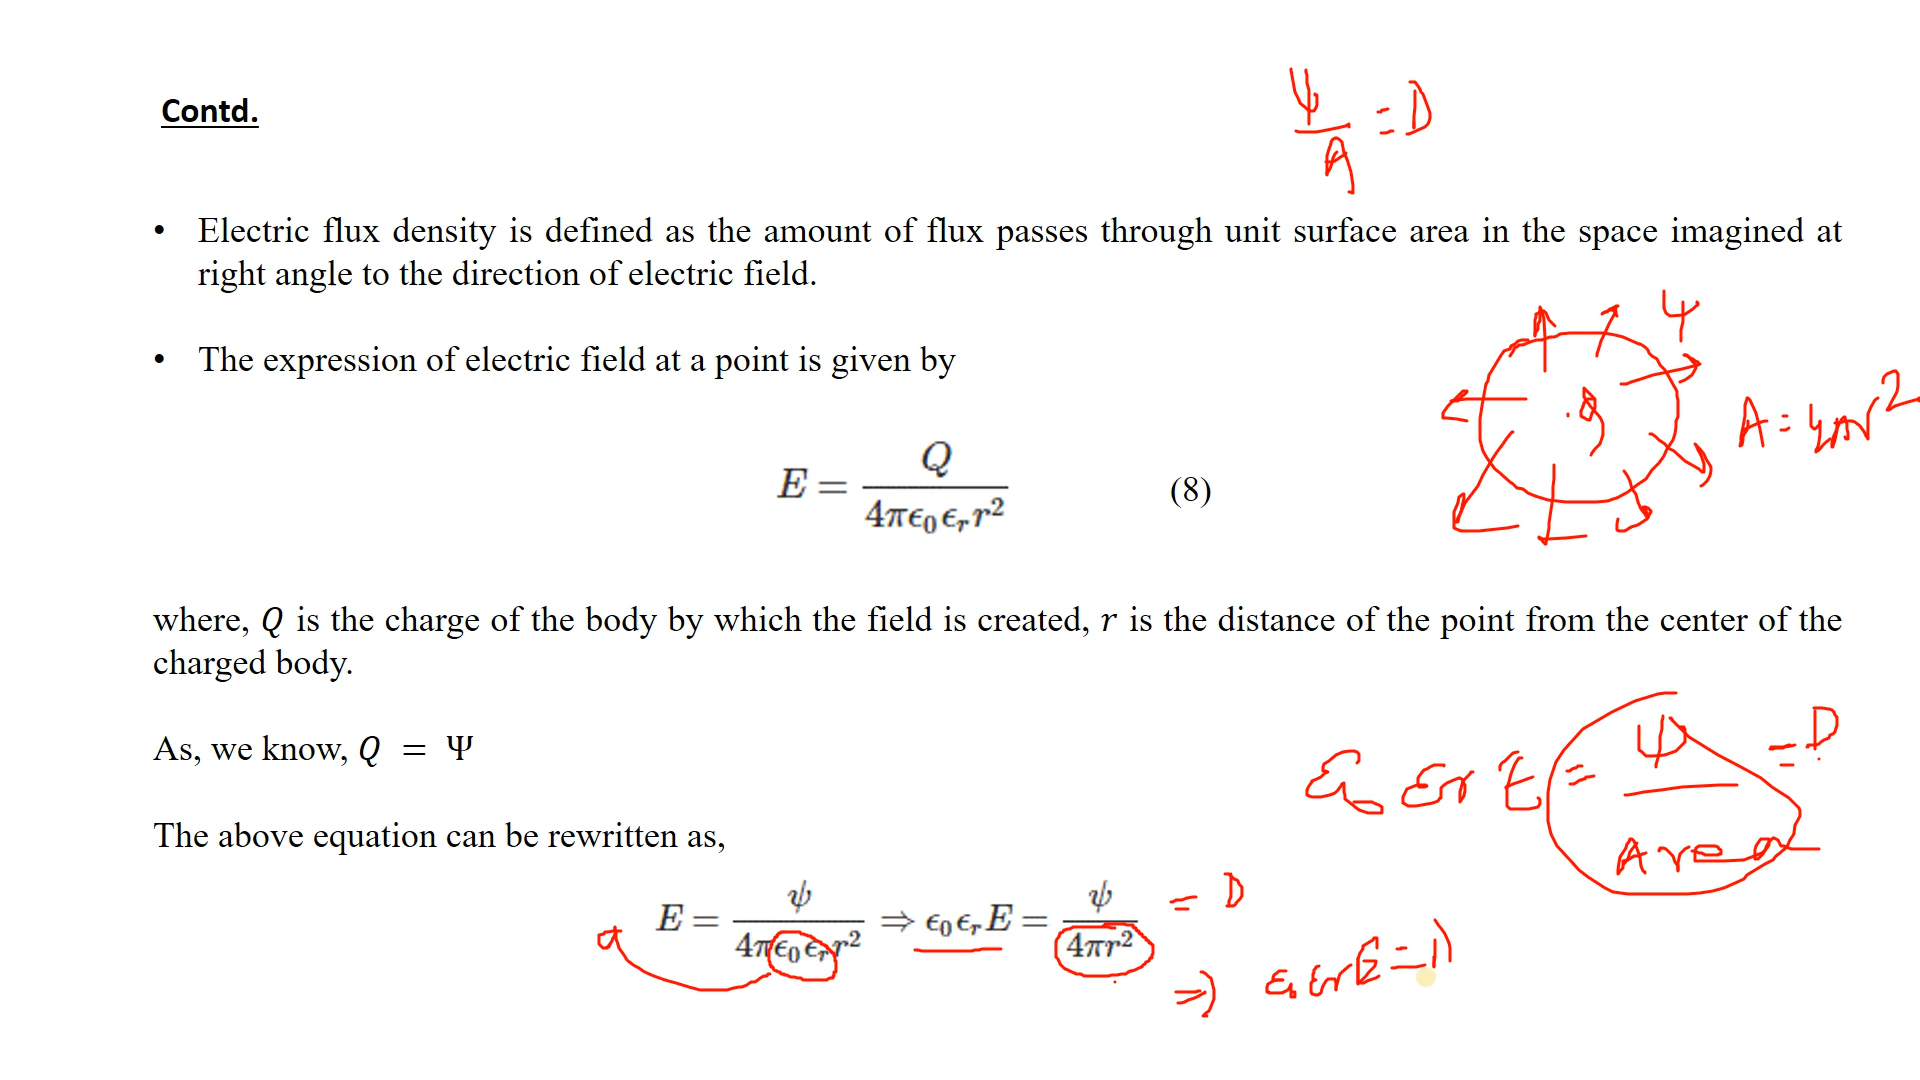 Contd.
Ψ/A = D
• Electric flux density is defined as the amount of flux passes through unit surface area in the space imagined at
right angle to the direction of electric field.
Ψ
• The expression of electric field at a point is given by
A = 4πr²
E = Q / 4πϵ₀ϵᵣr² (8)
where, Q is the charge of the body by which the field is created, r is the distance of the point from the center of the
charged body.
As, we know, Q = Ψ
ε₀ εr E = Ψ / Area = D
The above equation can be rewritten as,
E = ψ / 4πϵ₀ϵᵣr² ⇒ ϵ₀ϵᵣE = ψ / 4πr² = D
⇒ ε₀ εr E = D